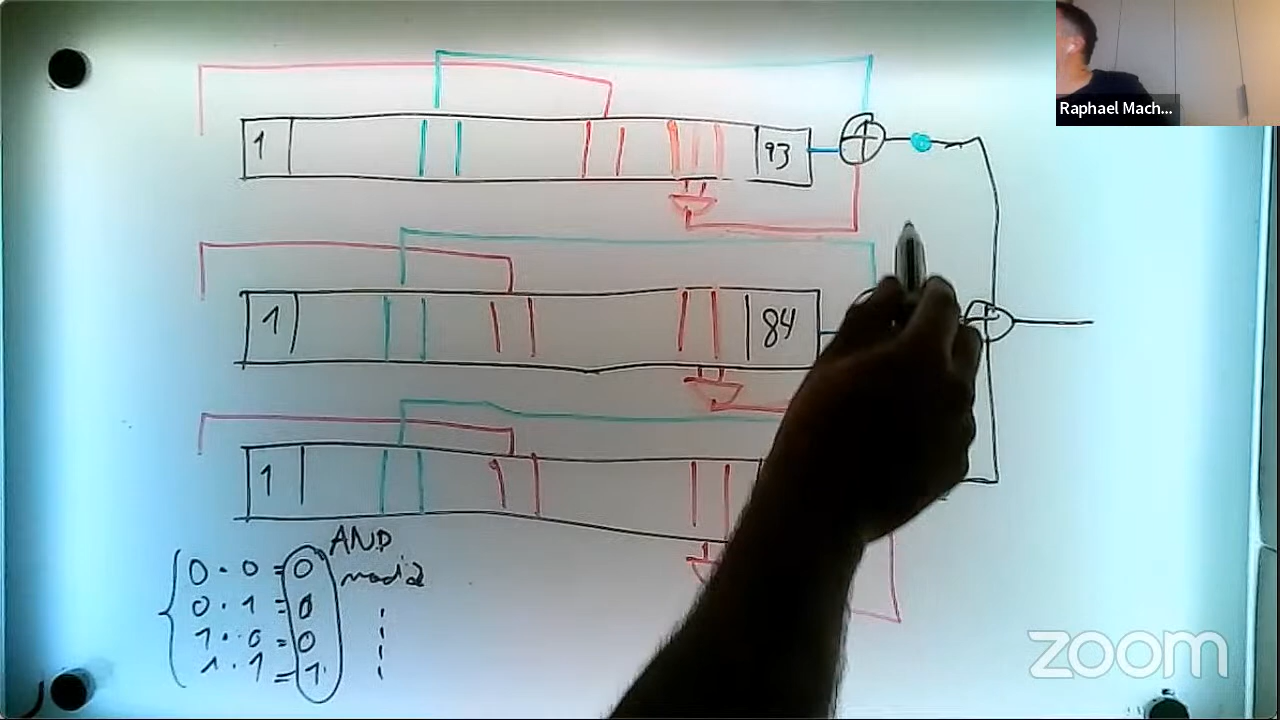 Raphael Mach...
1 93
1 84
1
AND
0 · 0 = 0 mod 2
0 · 1 = 0
1 · 0 = 0
1 · 1 = 1
zoom